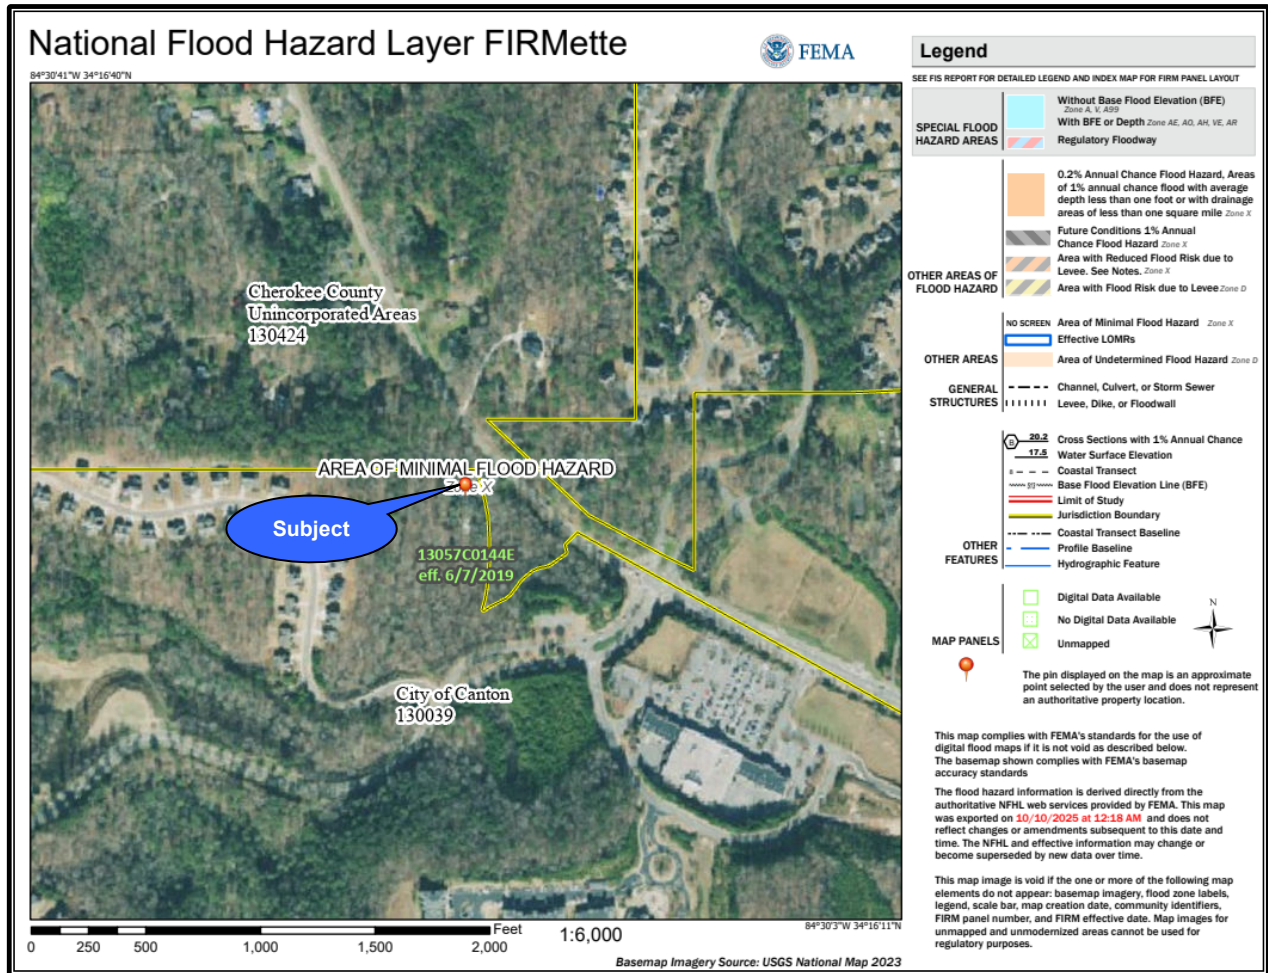 National Flood Hazard Layer FIRMette
FEMA
84°30'41"W 34°16'40"N
Cherokee County
Unincorporated Areas
130424
AREA OF MINIMAL FLOOD HAZARD
Zone X
Subject
13057C0144E
eff. 6/7/2019
City of Canton
130039
0 250 500 1,000 1,500 2,000
Feet
1:6,000
84°30'3"W 34°16'11"N
Basemap Imagery Source: USGS National Map 2023
Legend
SEE FIS REPORT FOR DETAILED LEGEND AND INDEX MAP FOR FIRM PANEL LAYOUT
SPECIAL FLOOD
HAZARD AREAS
Without Base Flood Elevation (BFE)
Zone A, V, A99
With BFE or Depth Zone AE, AO, AH, VE, AR
Regulatory Floodway
OTHER AREAS OF
FLOOD HAZARD
0.2% Annual Chance Flood Hazard, Areas
of 1% annual chance flood with average
depth less than one foot or with drainage
areas of less than one square mile Zone X
Future Conditions 1% Annual
Chance Flood Hazard Zone X
Area with Reduced Flood Risk due to
Levee. See Notes. Zone X
Area with Flood Risk due to Levee Zone D
OTHER AREAS
NO SCREEN Area of Minimal Flood Hazard Zone X
Effective LOMRs
Area of Undetermined Flood Hazard Zone D
GENERAL
STRUCTURES
Channel, Culvert, or Storm Sewer
Levee, Dike, or Floodwall
OTHER
FEATURES
B 20.2 Cross Sections with 1% Annual Chance
17.5 Water Surface Elevation
8 Coastal Transect
513 Base Flood Elevation Line (BFE)
Limit of Study
Jurisdiction Boundary
Coastal Transect Baseline
Profile Baseline
Hydrographic Feature
MAP PANELS
Digital Data Available
No Digital Data Available
Unmapped
N
The pin displayed on the map is an approximate
point selected by the user and does not represent
an authoritative property location.
This map complies with FEMA's standards for the use of
digital flood maps if it is not void as described below.
The basemap shown complies with FEMA's basemap
accuracy standards
The flood hazard information is derived directly from the
authoritative NFHL web services provided by FEMA. This map
was exported on 10/10/2025 at 12:18 AM and does not
reflect changes or amendments subsequent to this date and
time. The NFHL and effective information may change or
become superseded by new data over time.
This map image is void if the one or more of the following map
elements do not appear: basemap imagery, flood zone labels,
legend, scale bar, map creation date, community identifiers,
FIRM panel number, and FIRM effective date. Map images for
unmapped and unmodernized areas cannot be used for
regulatory purposes.